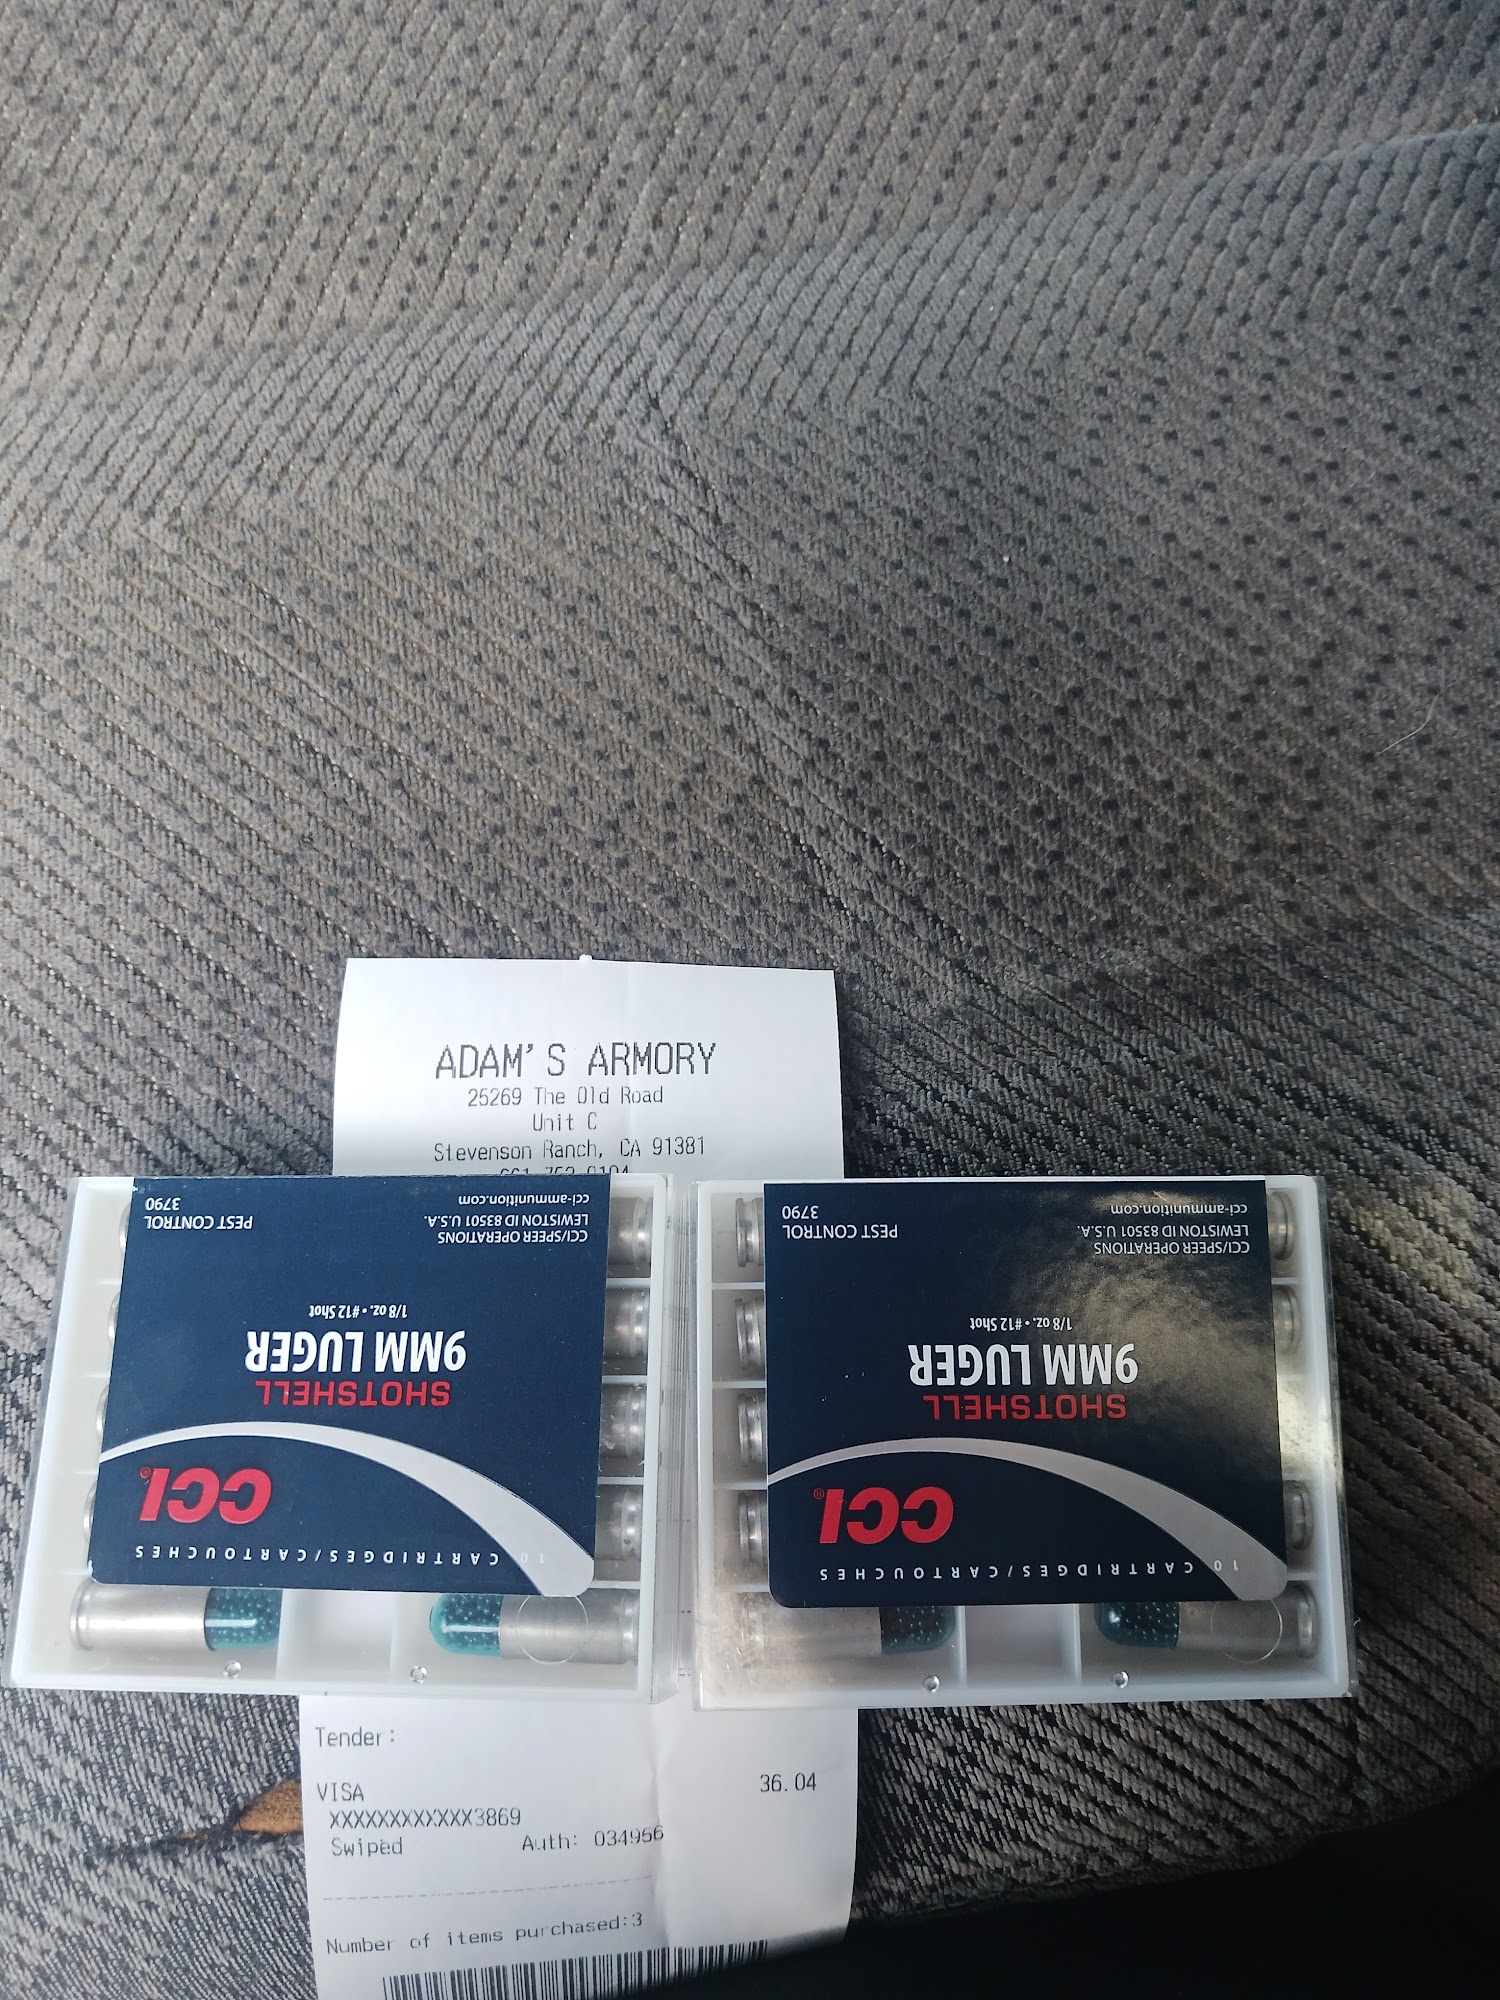 ADAM'S ARMORY
25269 The Old Road
Unit C
Stevenson Ranch, CA 91381
10 CARTRIDGES/CARTOUCHES
CCI®
SHOTSHELL
9MM LUGER
1/8 oz. • #12 Shot
CCI/SPEER OPERATIONS
LEWISTON ID 83501 U.S.A.
cci-ammunition.com
PEST CONTROL
3790
10 CARTRIDGES/CARTOUCHES
CCI®
SHOTSHELL
9MM LUGER
1/8 oz. • #12 Shot
CCI/SPEER OPERATIONS
LEWISTON ID 83501 U.S.A.
cci-ammunition.com
PEST CONTROL
3790
Tender:
VISA 36.04
XXXXXXXXXXXX3869
Swiped Auth: 034956
Number of items purchased:3